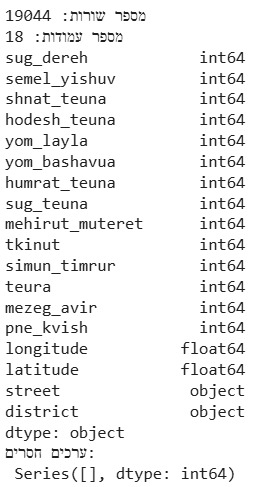 מספר שורות: 19044
מספר עמודות: 18
sug_dereh int64
semel_yishuv int64
shnat_teuna int64
hodesh_teuna int64
yom_layla int64
yom_bashavua int64
humrat_teuna int64
sug_teuna int64
mehirut_muteret int64
tkinut int64
simun_timrur int64
teura int64
mezeg_avir int64
pne_kvish int64
longitude float64
latitude float64
street object
district object
dtype: object
ערכים חסרים:
Series([], dtype: int64)